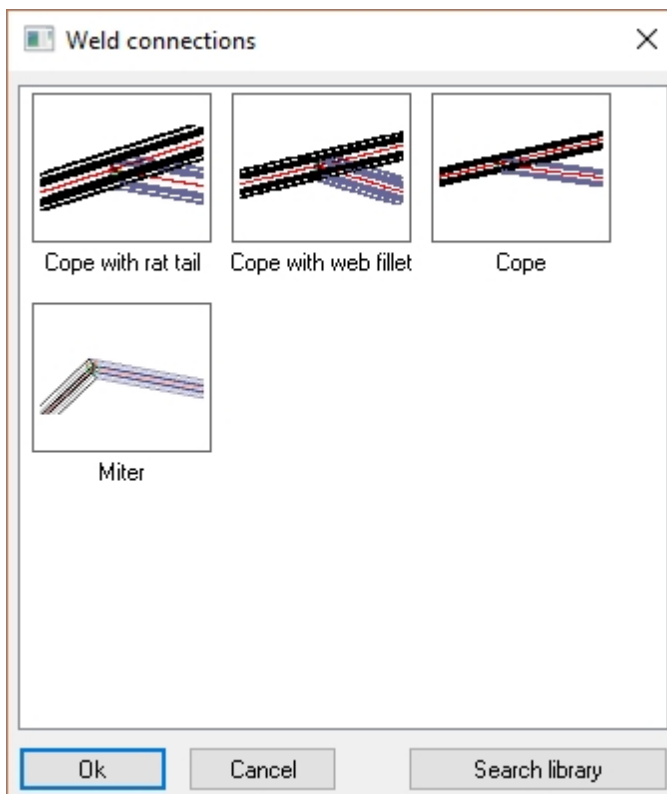 Weld connections
Cope with rat tail
Cope with web fillet
Cope
Miter
Ok
Cancel
Search library